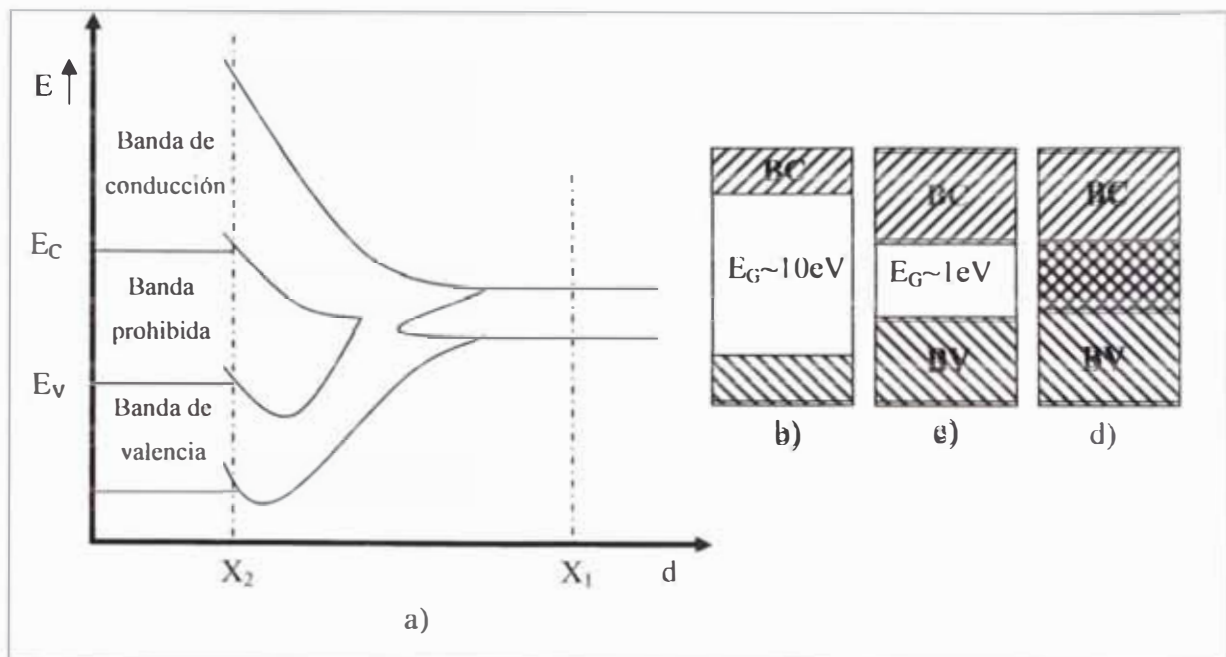 E
Banda de
conducción
E_C
Banda
prohibida
E_V
Banda de
valencia
X₂
X₁
d
a)
BC
E_G~10eV
b)
BC
E_G~1eV
BV
c)
BC
BV
d)